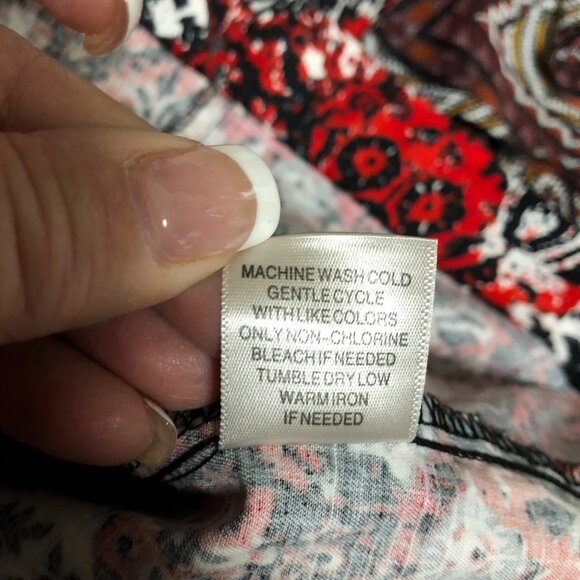 MACHINE WASH COLD
GENTLE CYCLE
WITH LIKE COLORS
ONLY NON-CHLORINE
BLEACH IF NEEDED
TUMBLE DRY LOW
WARM IRON
IF NEEDED